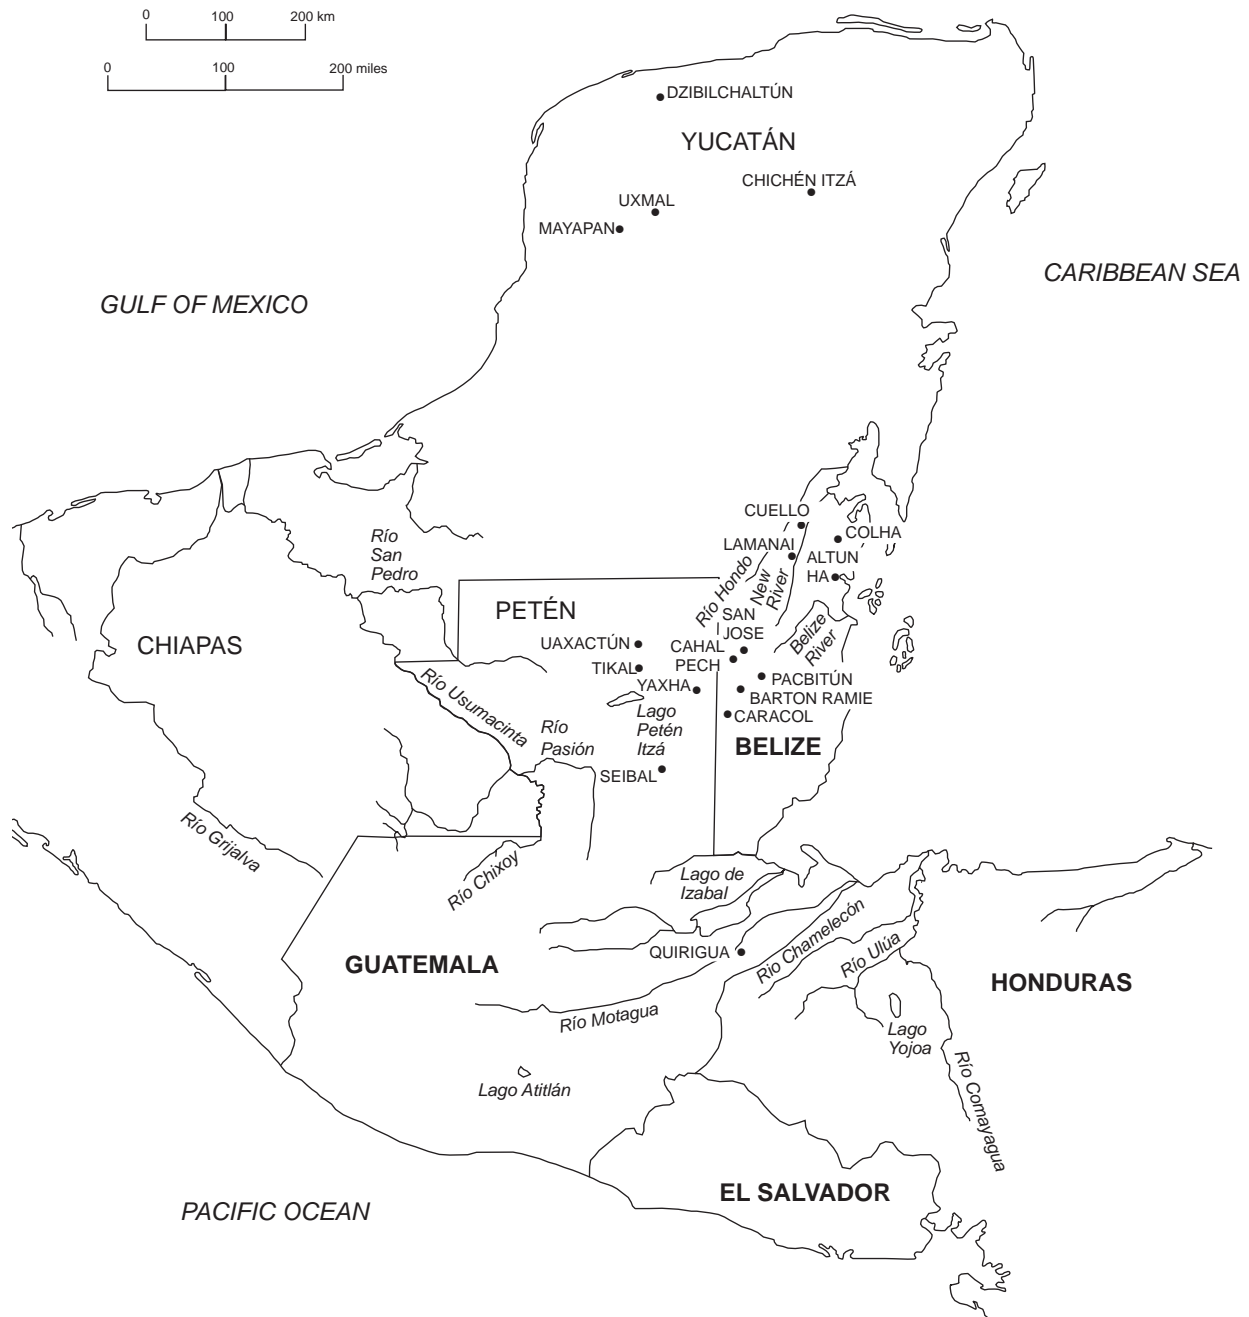 0 100 200 km
0 100 200 miles
DZIBILCHALTÚN
YUCATÁN
CHICHÉN ITZÁ
UXMAL
MAYAPAN
CARIBBEAN SEA
GULF OF MEXICO
CUELLO
COLHA
LAMANAI
ALTUN
HA
Río
San
Pedro
Río Hondo
New
River
PETÉN
SAN
JOSE
Belize
River
CHIAPAS
UAXACTÚN
CAHAL
PECH
TIKAL
YAXHA
PACBITÚN
BARTON RAMIE
CARACOL
Río Usumacinta
Lago
Petén
Itzá
Río
Pasión
BELIZE
SEIBAL
Río Grijalva
Río Chixoy
Lago de
Izabal
QUIRIGUA
Rio Chamelecón
Río Ulúa
GUATEMALA
HONDURAS
Río Motagua
Lago
Yojoa
Río Comayagua
Lago Atitlán
EL SALVADOR
PACIFIC OCEAN